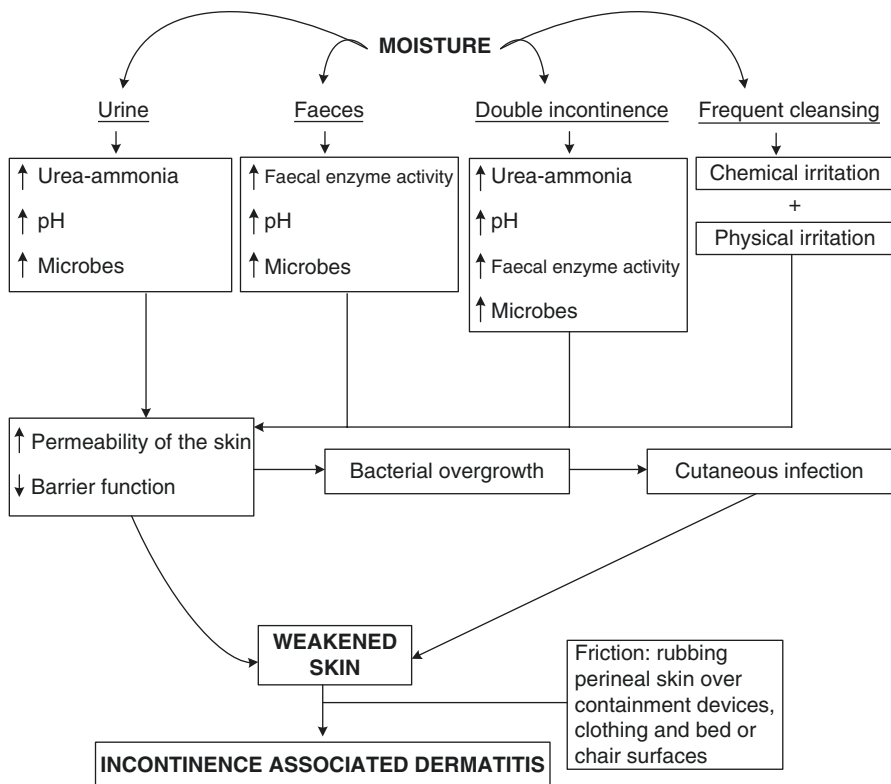 MOISTURE
Urine
Faeces
Double incontinence
Frequent cleansing
↑ Urea-ammonia
↑ pH
↑ Microbes
↑ Faecal enzyme activity
↑ pH
↑ Microbes
↑ Urea-ammonia
↑ pH
↑ Faecal enzyme activity
↑ Microbes
Chemical irritation
+
Physical irritation
↑ Permeability of the skin
↓ Barrier function
Bacterial overgrowth
Cutaneous infection
WEAKENED
SKIN
Friction: rubbing
perineal skin over
containment devices,
clothing and bed or
chair surfaces
INCONTINENCE ASSOCIATED DERMATITIS